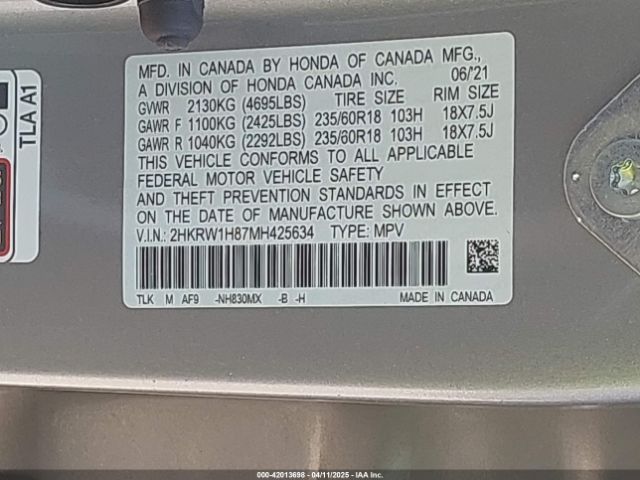 MFD. IN CANADA BY HONDA OF CANADA MFG.,
A DIVISION OF HONDA CANADA INC. 06/'21
GVWR 2130KG (4695LBS) TIRE SIZE RIM SIZE
GAWR F 1100KG (2425LBS) 235/60R18 103H 18X7.5J
GAWR R 1040KG (2292LBS) 235/60R18 103H 18X7.5J
THIS VEHICLE CONFORMS TO ALL APPLICABLE
FEDERAL MOTOR VEHICLE SAFETY
AND THEFT PREVENTION STANDARDS IN EFFECT
ON THE DATE OF MANUFACTURE SHOWN ABOVE.
V.I.N.: 2HKRW1H87MH425634 TYPE: MPV
TLK M AF9 -NH830MX -B -H MADE IN CANADA
TLA A1
000-42013698 - 04/11/2025 - IAA Inc.